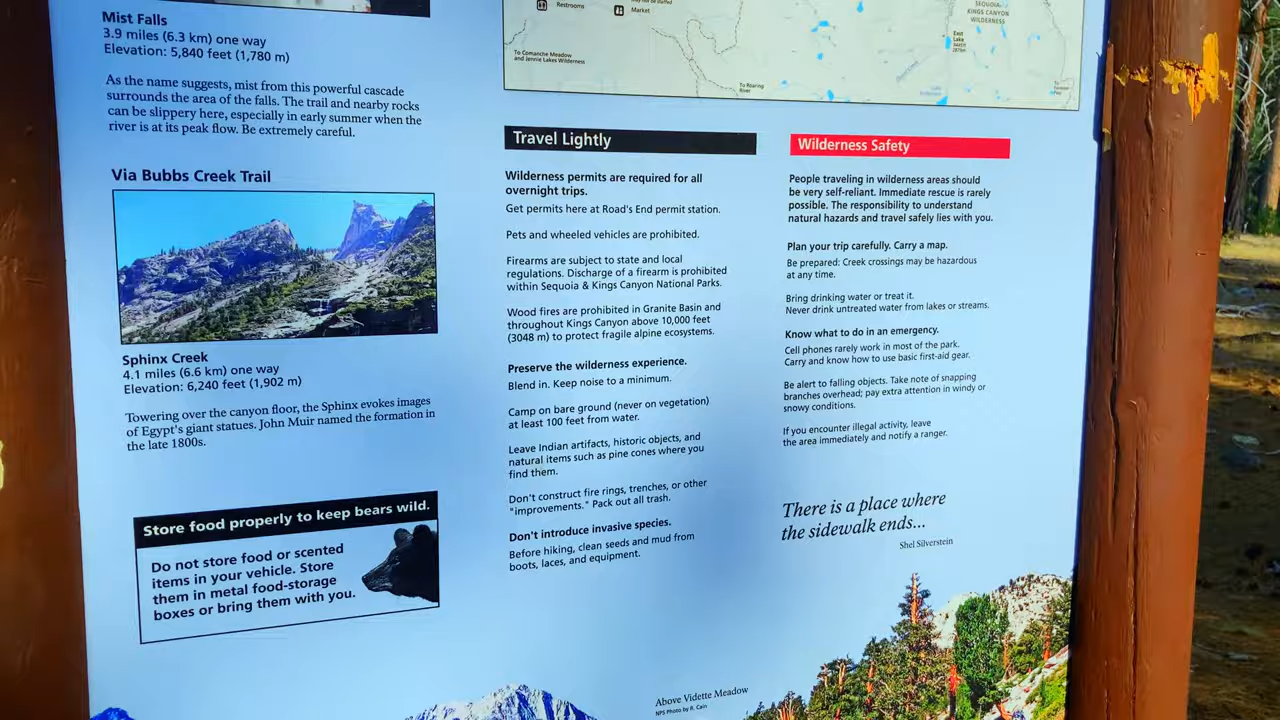 Mist Falls
3.9 miles (6.3 km) one way
Elevation: 5,840 feet (1,780 m)
As the name suggests, mist from this powerful cascade
surrounds the area of the falls. The trail and nearby rocks
can be slippery here, especially in early summer when the
river is at its peak flow. Be extremely careful.
Via Bubbs Creek Trail
Sphinx Creek
4.1 miles (6.6 km) one way
Elevation: 6,240 feet (1,902 m)
Towering over the canyon floor, the Sphinx evokes images
of Egypt's giant statues. John Muir named the formation in
the late 1800s.
Store food properly to keep bears wild.
Do not store food or scented
items in your vehicle. Store
them in metal food-storage
boxes or bring them with you.
Restrooms
Market
To Comanche Meadow
and Jennie Lakes Wilderness
To Roaring
River
SEQUOIA-
KINGS CANYON
WILDERNESS
East
Lake
Travel Lightly
Wilderness permits are required for all
overnight trips.
Get permits here at Road's End permit station.
Pets and wheeled vehicles are prohibited.
Firearms are subject to state and local
regulations. Discharge of a firearm is prohibited
within Sequoia & Kings Canyon National Parks.
Wood fires are prohibited in Granite Basin and
throughout Kings Canyon above 10,000 feet
(3048 m) to protect fragile alpine ecosystems.
Preserve the wilderness experience.
Blend in. Keep noise to a minimum.
Camp on bare ground (never on vegetation)
at least 100 feet from water.
Leave Indian artifacts, historic objects, and
natural items such as pine cones where you
find them.
Don't construct fire rings, trenches, or other
"improvements." Pack out all trash.
Don't introduce invasive species.
Before hiking, clean seeds and mud from
boots, laces, and equipment.
Wilderness Safety
People traveling in wilderness areas should
be very self-reliant. Immediate rescue is rarely
possible. The responsibility to understand
natural hazards and travel safely lies with you.
Plan your trip carefully. Carry a map.
Be prepared: Creek crossings may be hazardous
at any time.
Bring drinking water or treat it.
Never drink untreated water from lakes or streams.
Know what to do in an emergency.
Cell phones rarely work in most of the park.
Carry and know how to use basic first-aid gear.
Be alert to falling objects. Take note of snapping
branches overhead; pay extra attention in windy or
snowy conditions.
If you encounter illegal activity, leave
the area immediately and notify a ranger.
There is a place where
the sidewalk ends...
Shel Silverstein
Above Vidette Meadow
NPS Photo by R. Cain